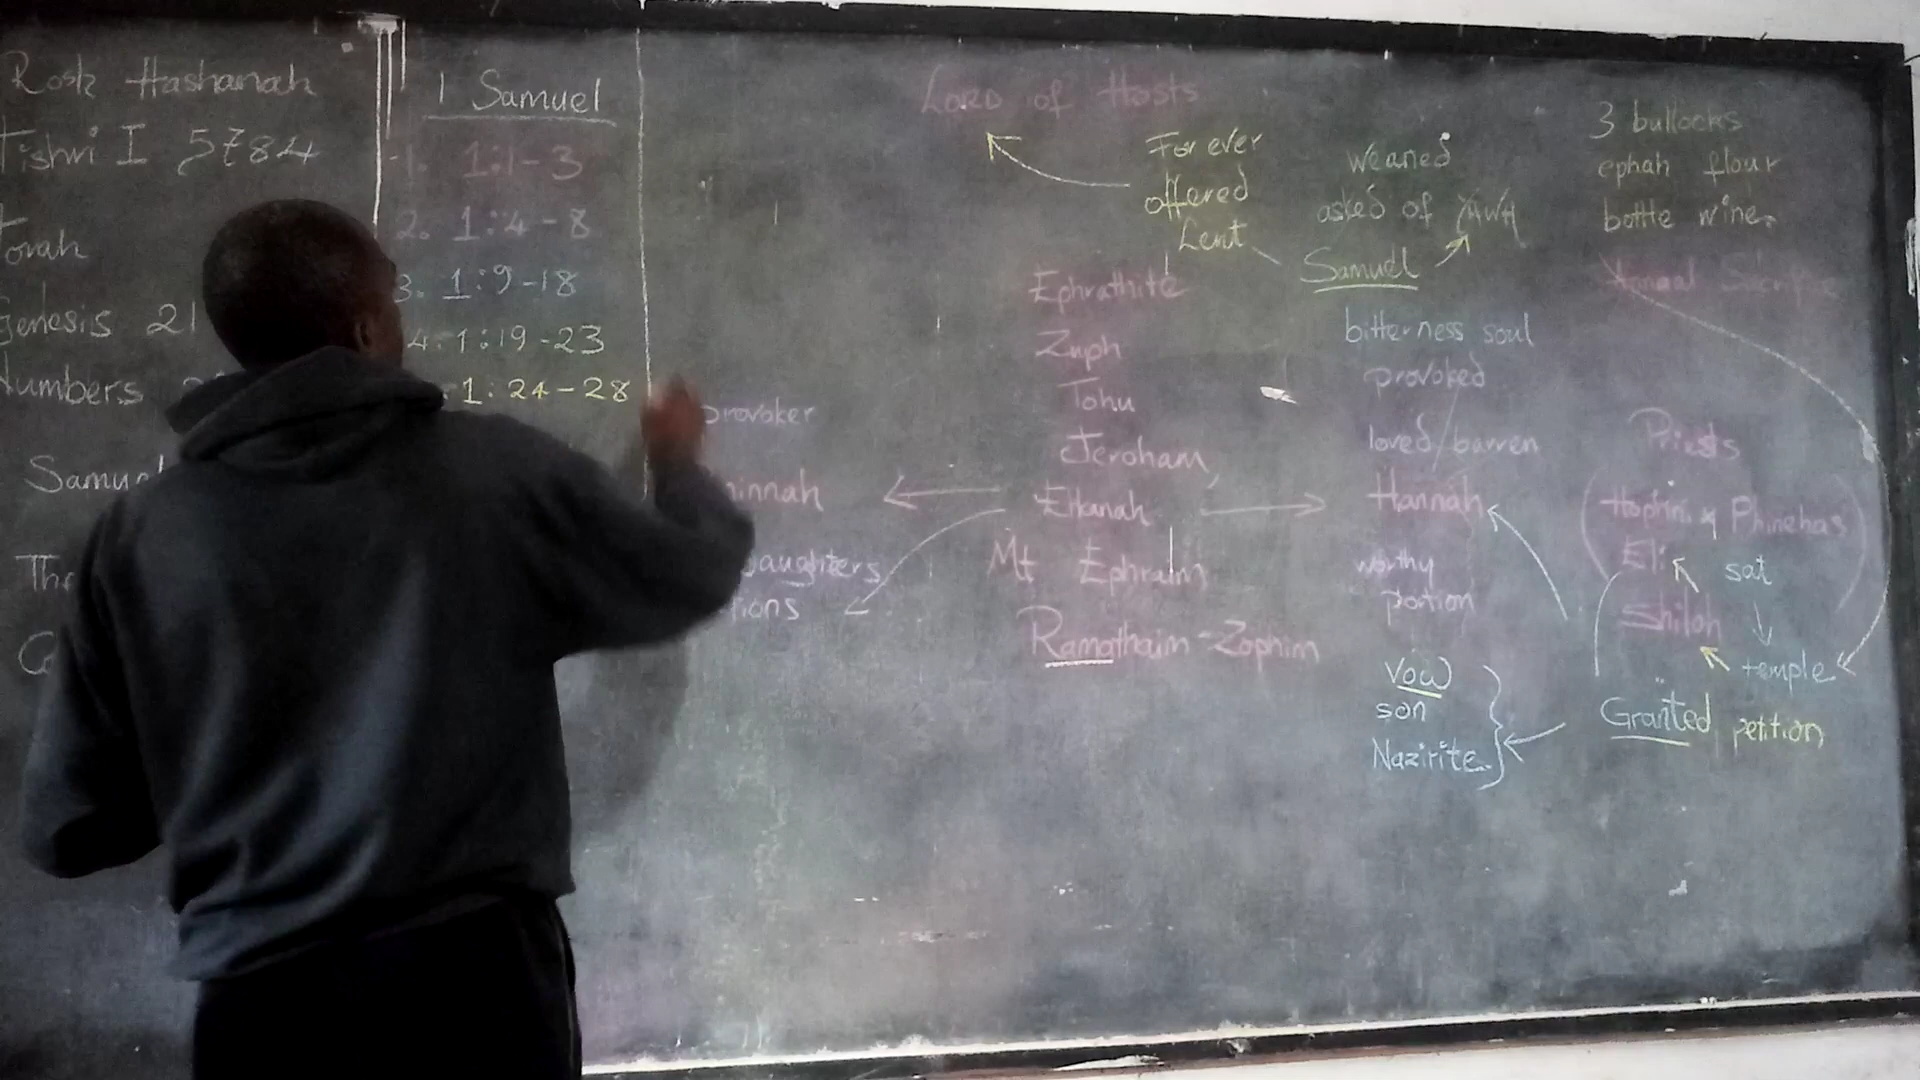 Rosh Hashanah
Tishri I 5784
Torah
Genesis 21
Numbers
Samuel
1 Samuel
1. 1:1-3
2. 1:4-8
3. 1:9-18
4. 1:19-23
1:24-28
LORD of Hosts
For ever
offered
Lent
weaned
asked of YHWH
Samuel
3 bullocks
ephah flour
bottle wine.
Annual Sacrifice
Ephrathite
Zuph
Tohu
Jeroham
Elkanah
Mt Ephraim
Ramathaim-Zophim
provoker
ninnah
daughters
tions
bitterness soul
provoked
loved/barren
Hannah
worthy
portion
vow
son
Nazirite
Priests
Hophni & Phinehas
Eli
sat
Shiloh
temple
Granted petition